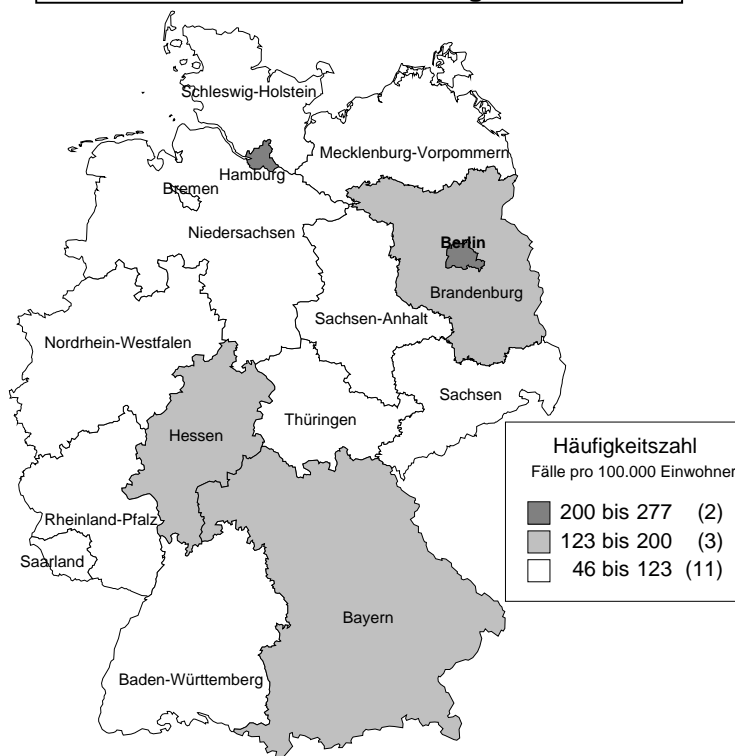 Schleswig-Holstein
Mecklenburg-Vorpommern
Hamburg
Bremen
Niedersachsen
Berlin
Brandenburg
Sachsen-Anhalt
Nordrhein-Westfalen
Sachsen
Thüringen
Hessen
Rheinland-Pfalz
Saarland
Bayern
Baden-Württemberg
Häufigkeitszahl
Fälle pro 100.000 Einwohner
200 bis 277 (2)
123 bis 200 (3)
46 bis 123 (11)